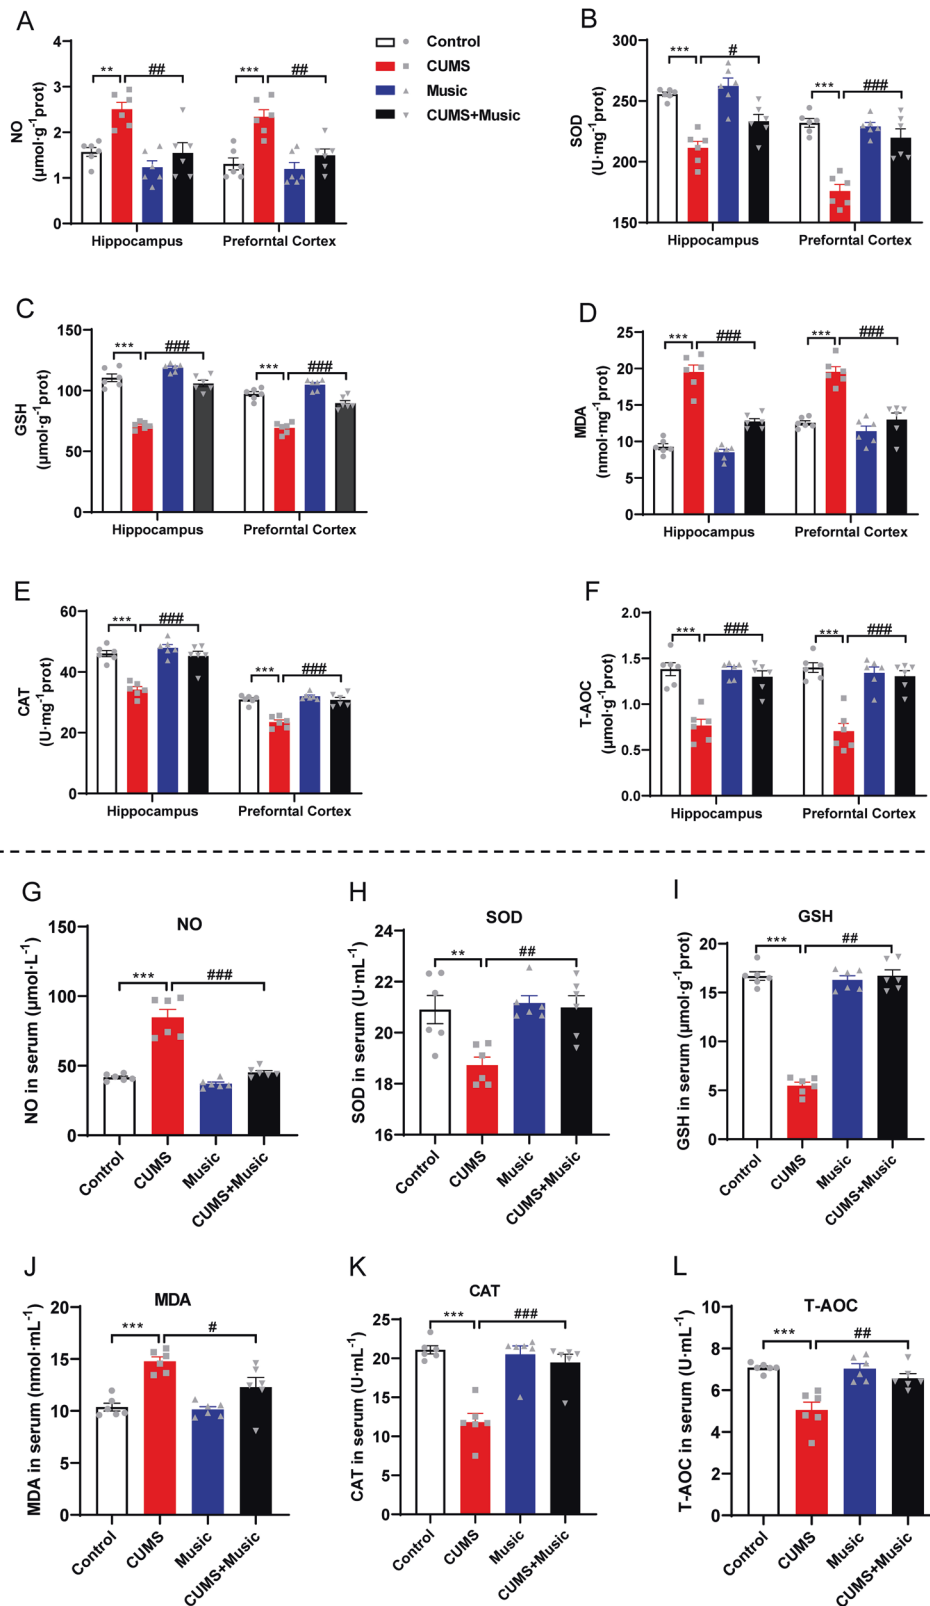 A
NO
(μmol·g⁻¹prot)
4
3
2
1
0
** ## *** ##
Hippocampus Preforntal Cortex
Control
CUMS
Music
CUMS+Music
B
SOD
(U·mg⁻¹prot)
300
250
200
150
*** # *** ###
Hippocampus Preforntal Cortex
C
GSH
(μmol·g⁻¹prot)
150
100
50
0
*** ### *** ###
Hippocampus Preforntal Cortex
D
MDA
(nmol·mg⁻¹prot)
25
20
15
10
5
0
*** ### *** ###
Hippocampus Preforntal Cortex
E
CAT
(U·mg⁻¹prot)
60
40
20
0
*** ### *** ###
Hippocampus Preforntal Cortex
F
T-AOC
(μmol·g⁻¹prot)
2.0
1.5
1.0
0.5
0.0
*** ### *** ###
Hippocampus Preforntal Cortex
G
NO
NO in serum (μmol·L⁻¹)
150
100
50
0
*** ###
Control CUMS Music CUMS+Music
H
SOD
SOD in serum (U·mL⁻¹)
24
22
20
18
16
** ##
Control CUMS Music CUMS+Music
I
GSH
GSH in serum (μmol·g⁻¹prot)
20
15
10
5
0
*** ##
Control CUMS Music CUMS+Music
J
MDA
MDA in serum (nmol·mL⁻¹)
20
15
10
5
0
*** #
Control CUMS Music CUMS+Music
K
CAT
CAT in serum (U·mL⁻¹)
25
20
15
10
5
0
*** ###
Control CUMS Music CUMS+Music
L
T-AOC
T-AOC in serum (U·mL⁻¹)
8
6
4
2
0
*** ##
Control CUMS Music CUMS+Music